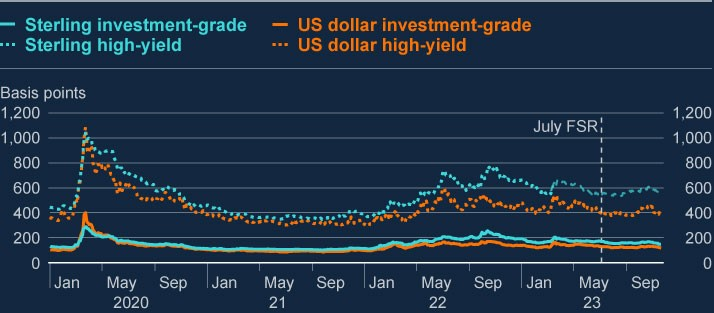 Sterling investment-grade US dollar investment-grade
Sterling high-yield US dollar high-yield
Basis points
1,200 1,200
July FSR
1,000 1,000
800 800
600 600
400 400
200 200
0 0
Jan May Sep Jan May Sep Jan May Sep Jan May Sep
2020 21 22 23